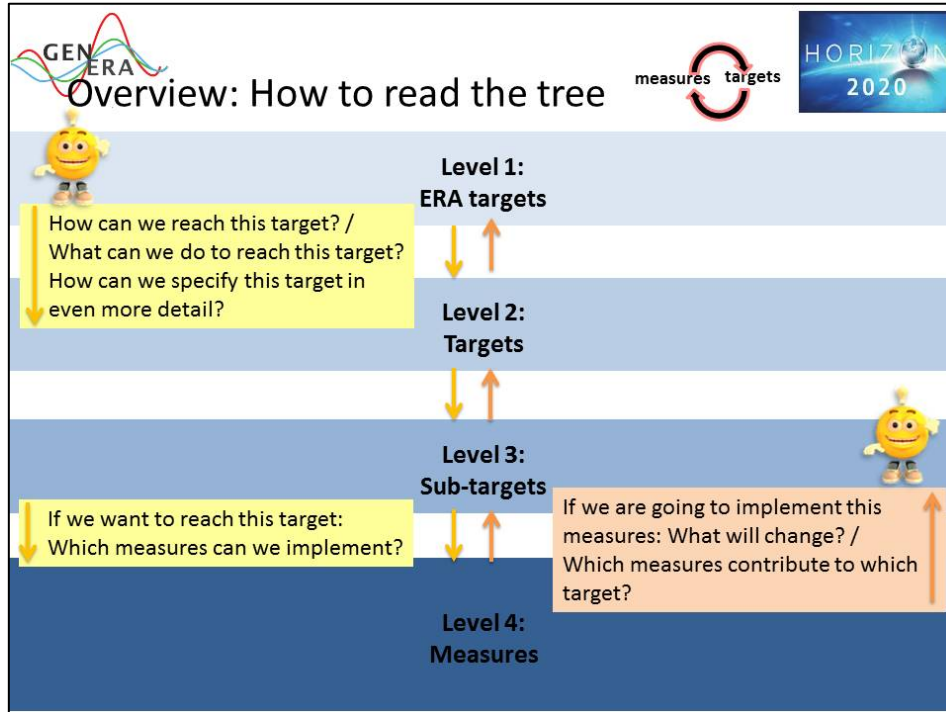 GEN
ERA
Overview: How to read the tree
measures targets
HORIZON
2020
Level 1:
ERA targets
How can we reach this target? /
What can we do to reach this target?
How can we specify this target in
even more detail?
Level 2:
Targets
Level 3:
Sub-targets
If we want to reach this target:
Which measures can we implement?
If we are going to implement this
measures: What will change? /
Which measures contribute to which
target?
Level 4:
Measures